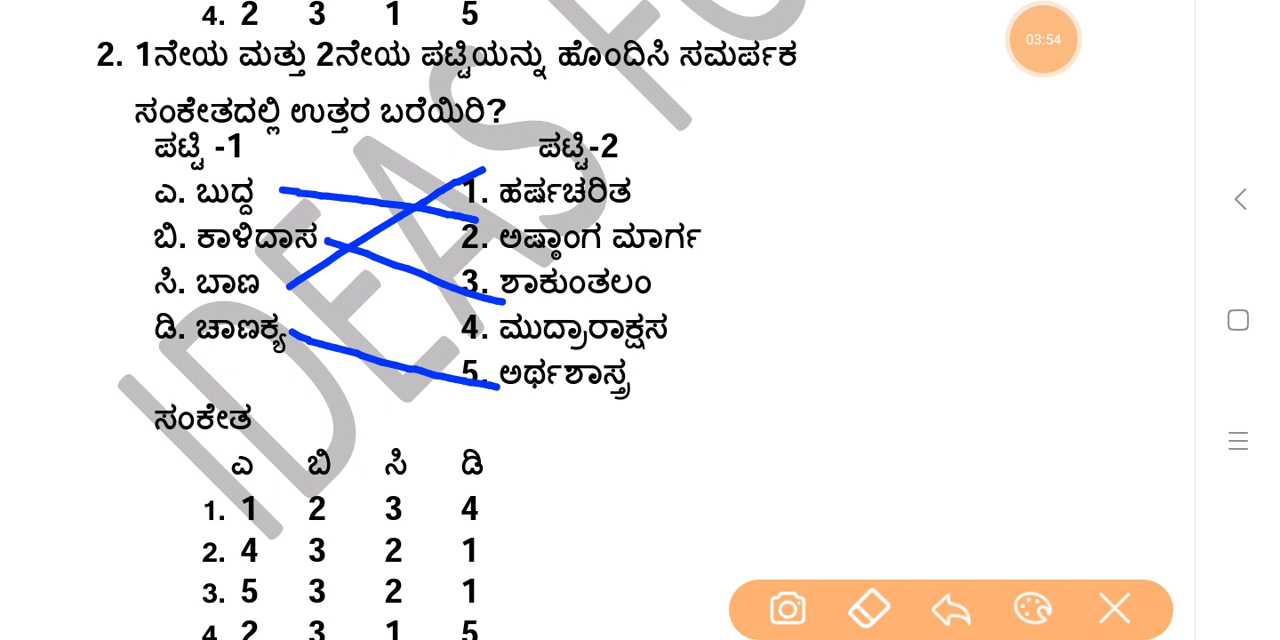 4. 2 3 1 5
03:54
2. 1ನೇಯ ಮತ್ತು 2ನೇಯ ಪಟ್ಟಿಯನ್ನು ಹೊಂದಿಸಿ ಸಮರ್ಪಕ
ಸಂಕೇತದಲ್ಲಿ ಉತ್ತರ ಬರೆಯಿರಿ?
ಪಟ್ಟಿ -1 ಪಟ್ಟಿ-2
ಎ. ಬುದ್ದ 1. ಹರ್ಷಚರಿತ
ಬಿ. ಕಾಳಿದಾಸ 2. ಅಷ್ಠಾಂಗ ಮಾರ್ಗ
ಸಿ. ಬಾಣ 3. ಶಾಕುಂತಲಂ
ಡಿ. ಚಾಣಕ್ಯ 4. ಮುದ್ರಾರಾಕ್ಷಸ
5. ಅರ್ಥಶಾಸ್ತ್ರ
ಸಂಕೇತ
ಎ ಬಿ ಸಿ ಡಿ
1. 1 2 3 4
2. 4 3 2 1
3. 5 3 2 1
4. 2 3 1 5
IDEAS FO